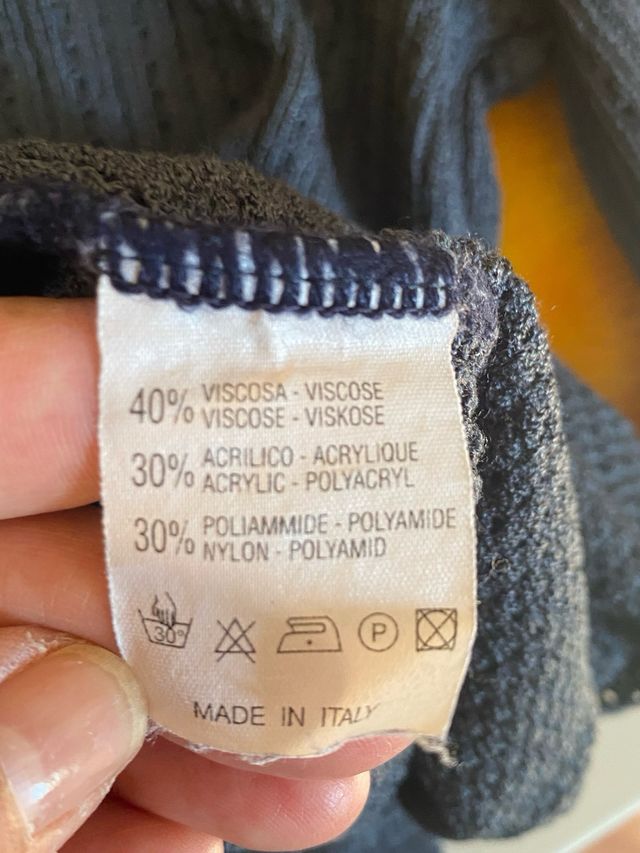 40% VISCOSA - VISCOSE
VISCOSE - VISKOSE
30% ACRILICO - ACRYLIQUE
ACRYLIC - POLYACRYL
30% POLIAMMIDE - POLYAMIDE
NYLON - POLYAMID
30° P
MADE IN ITALY